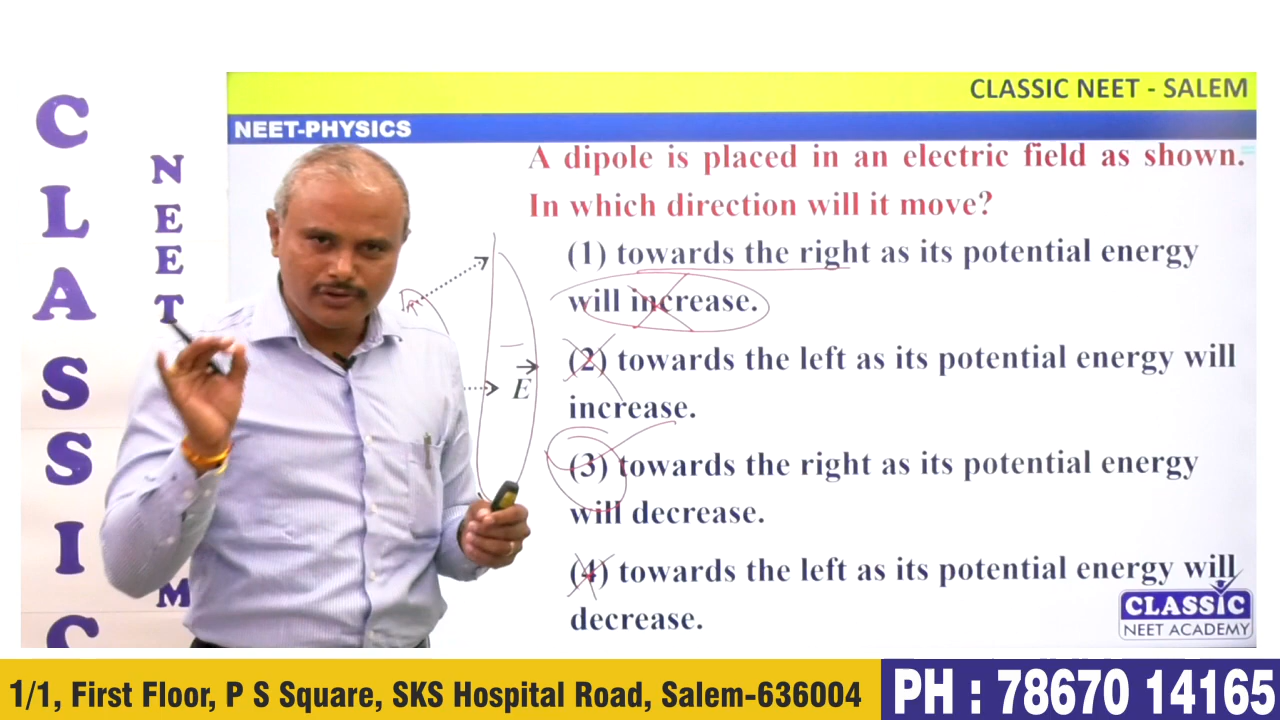 CLASSIC NEET - SALEM
NEET-PHYSICS
A dipole is placed in an electric field as shown.
In which direction will it move?
(1) towards the right as its potential energy
will increase.
(2) towards the left as its potential energy will
increase.
(3) towards the right as its potential energy
will decrease.
(4) towards the left as its potential energy will
decrease.
E
CLASSIC
NEET
M
CLASSIC
NEET ACADEMY
1/1, First Floor, P S Square, SKS Hospital Road, Salem-636004
PH : 78670 14165